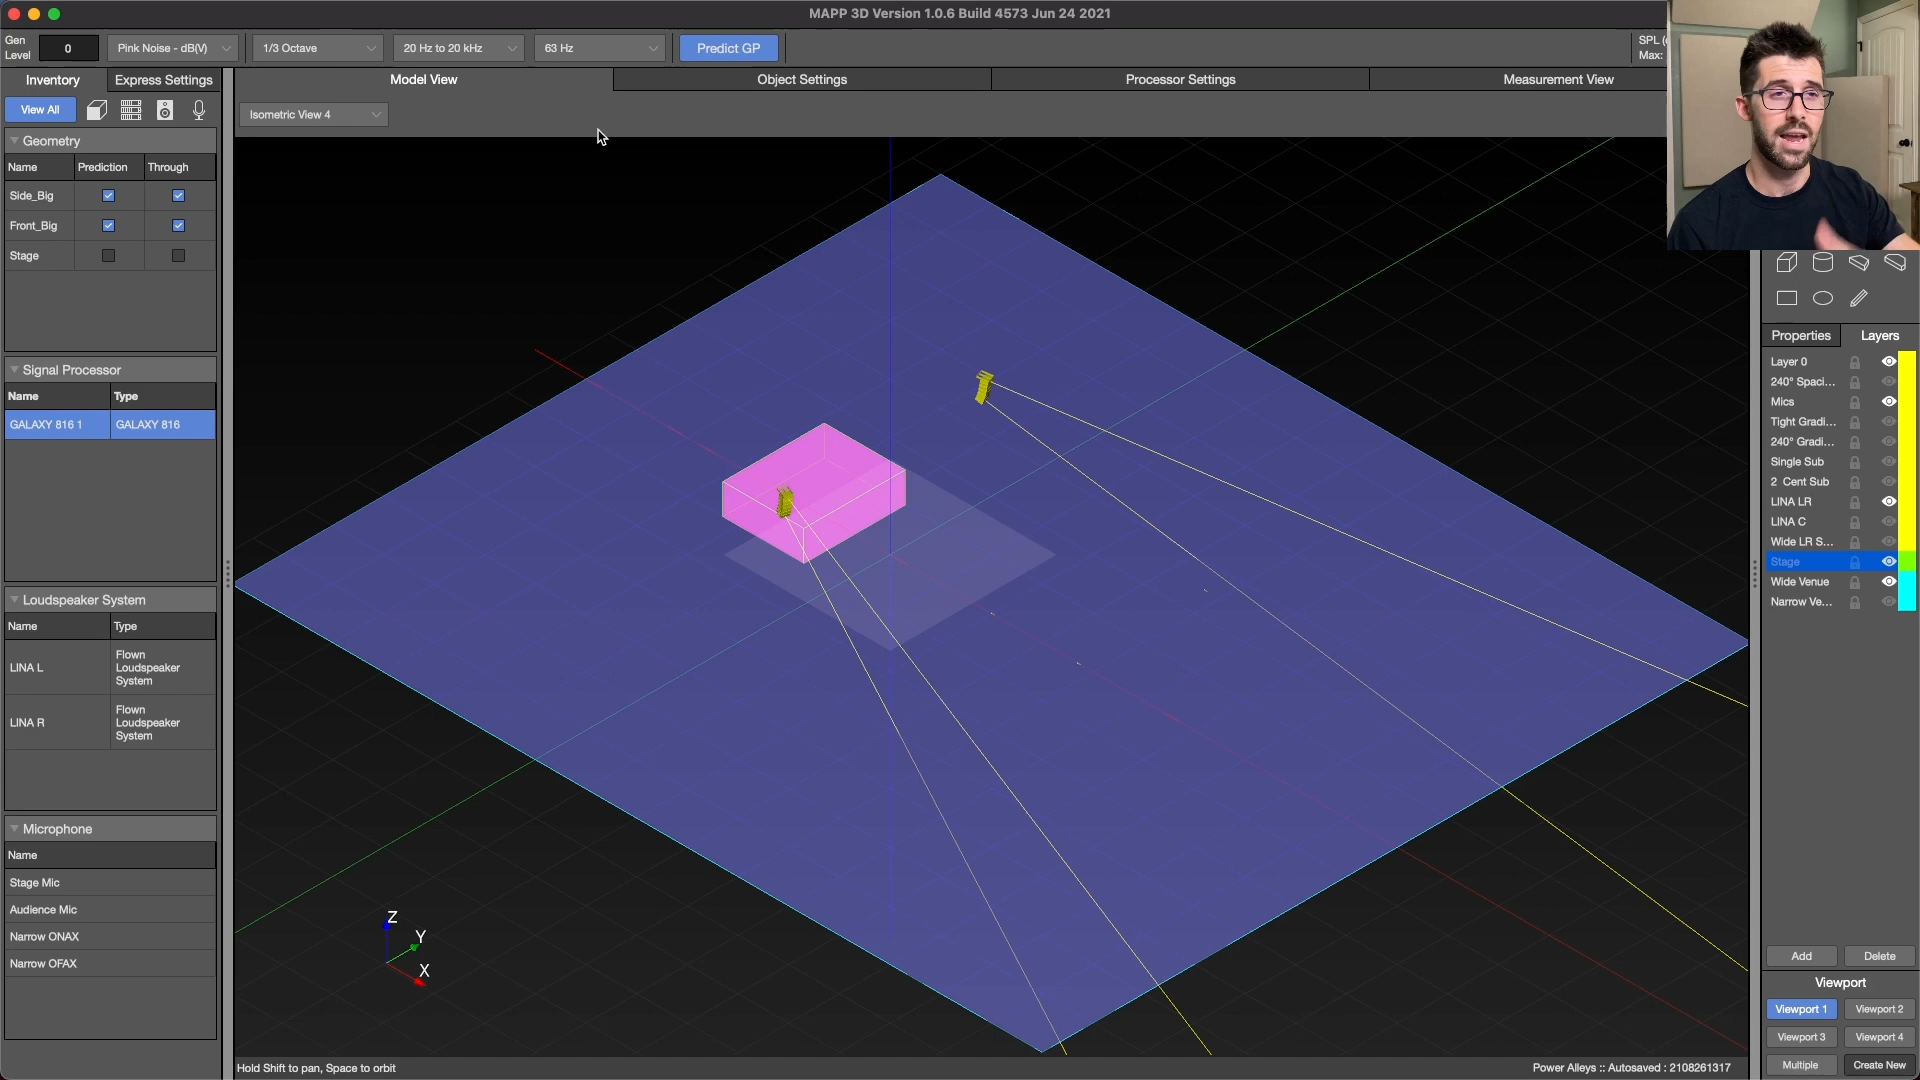 MAPP 3D Version 1.0.6 Build 4573 Jun 24 2021
Gen
Level
0
Pink Noise - dB(V)
1/3 Octave
20 Hz to 20 kHz
63 Hz
Predict GP
SPL (
Max:
Inventory
Express Settings
Model View
Object Settings
Processor Settings
Measurement View
View All
Isometric View 4
Geometry
Name Prediction Through
Side_Big
Front_Big
Stage
Signal Processor
Name Type
GALAXY 816 1 GALAXY 816
Loudspeaker System
Name Type
LINA L
Flown
Loudspeaker
System
LINA R
Flown
Loudspeaker
System
Microphone
Name
Stage Mic
Audience Mic
Narrow ONAX
Narrow OFAX
Z
Y
X
Properties Layers
Layer 0
240° Spaci...
Mics
Tight Gradi...
240° Gradi...
Single Sub
2 Cent Sub
LINA LR
LINA C
Wide LR S...
Stage
Wide Venue
Narrow Ve...
Add Delete
Viewport
Viewport 1 Viewport 2
Viewport 3 Viewport 4
Multiple Create New
Hold Shift to pan, Space to orbit
Power Alleys :: Autosaved : 2108261317